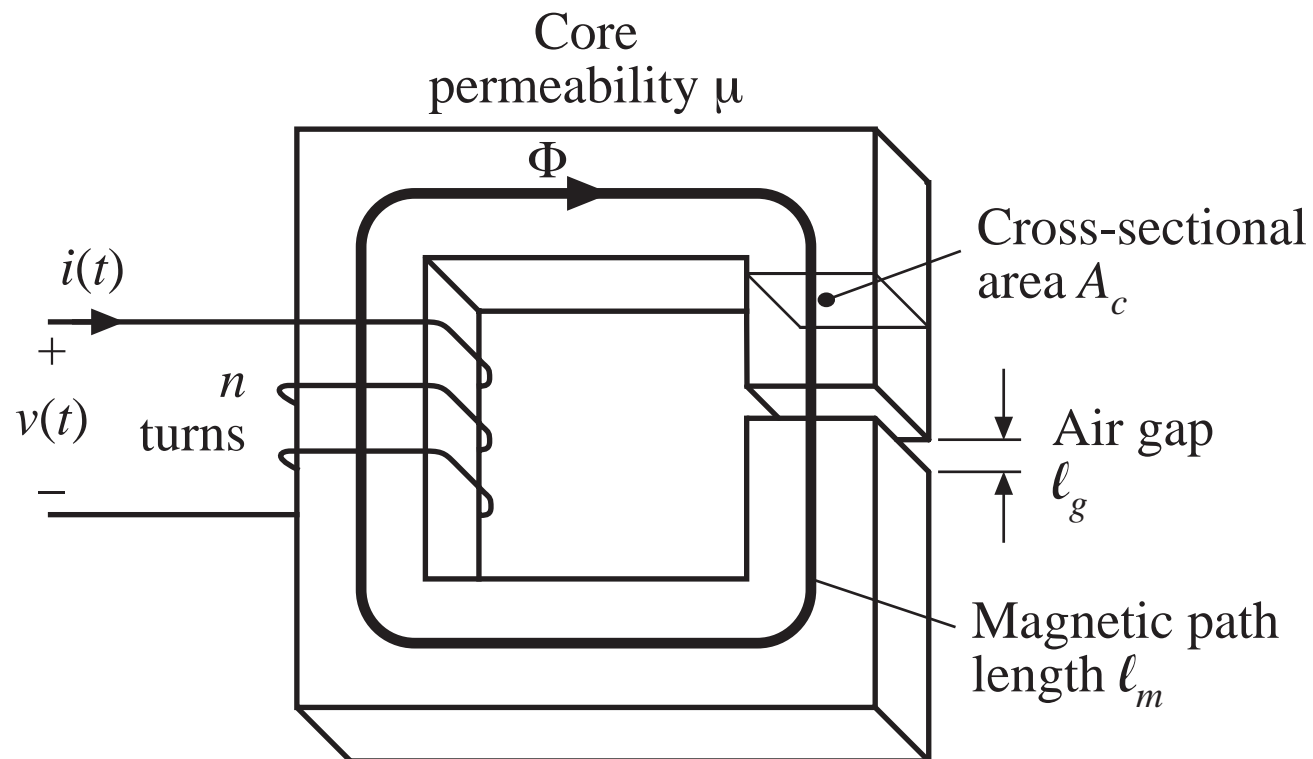 Core
permeability μ
Φ
Cross-sectional
area A_c
i(t)
+
n
turns
v(t)
−
Air gap
ℓ_g
Magnetic path
length ℓ_m